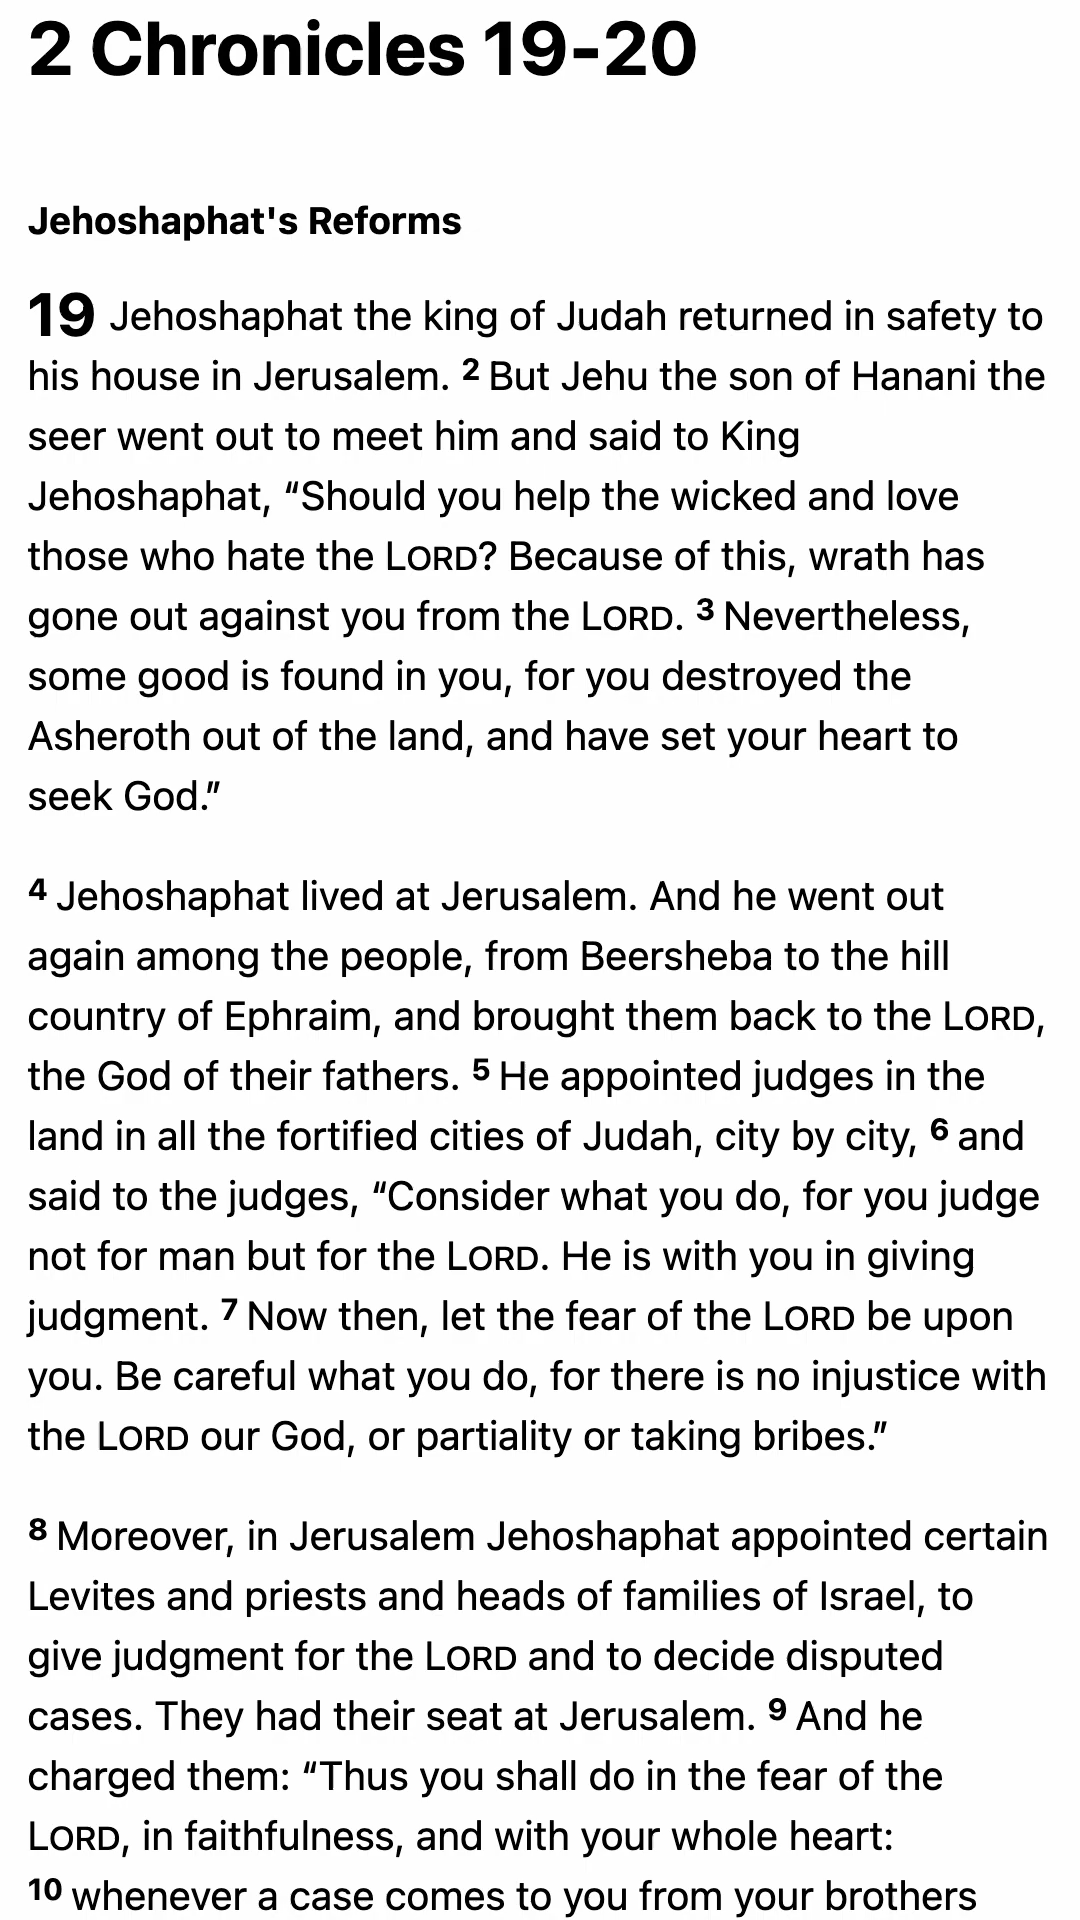 2 Chronicles 19-20
Jehoshaphat's Reforms
19 Jehoshaphat the king of Judah returned in safety to
his house in Jerusalem. 2 But Jehu the son of Hanani the
seer went out to meet him and said to King
Jehoshaphat, “Should you help the wicked and love
those who hate the LORD? Because of this, wrath has
gone out against you from the LORD. 3 Nevertheless,
some good is found in you, for you destroyed the
Asheroth out of the land, and have set your heart to
seek God.”
4 Jehoshaphat lived at Jerusalem. And he went out
again among the people, from Beersheba to the hill
country of Ephraim, and brought them back to the LORD,
the God of their fathers. 5 He appointed judges in the
land in all the fortified cities of Judah, city by city, 6 and
said to the judges, “Consider what you do, for you judge
not for man but for the LORD. He is with you in giving
judgment. 7 Now then, let the fear of the LORD be upon
you. Be careful what you do, for there is no injustice with
the LORD our God, or partiality or taking bribes.”
8 Moreover, in Jerusalem Jehoshaphat appointed certain
Levites and priests and heads of families of Israel, to
give judgment for the LORD and to decide disputed
cases. They had their seat at Jerusalem. 9 And he
charged them: “Thus you shall do in the fear of the
LORD, in faithfulness, and with your whole heart:
10 whenever a case comes to you from your brothers